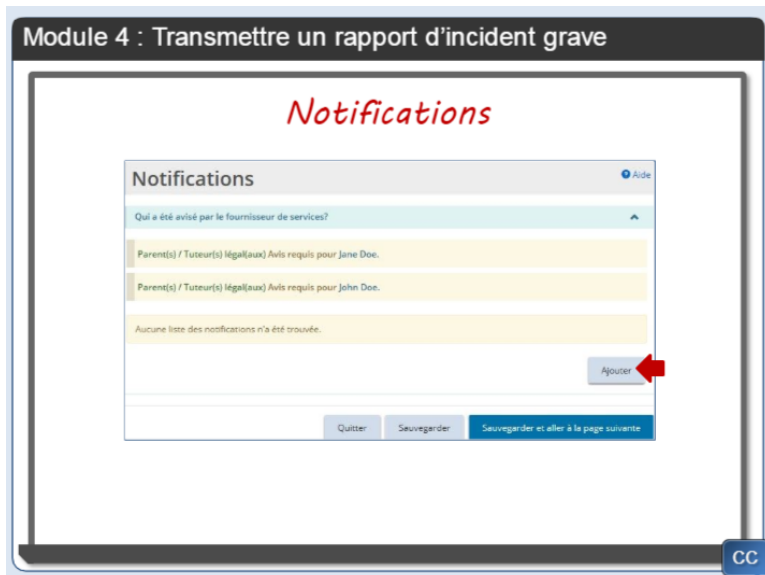 Module 4 : Transmettre un rapport d'incident grave
Notifications
Notifications
Aide
Qui a été avisé par le fournisseur de services?
Parent(s) / Tuteur(s) légal(aux) Avis requis pour Jane Doe.
Parent(s) / Tuteur(s) légal(aux) Avis requis pour John Doe.
Aucune liste des notifications n'a été trouvée.
Ajouter
Quitter Sauvegarder Sauvegarder et aller à la page suivante
CC